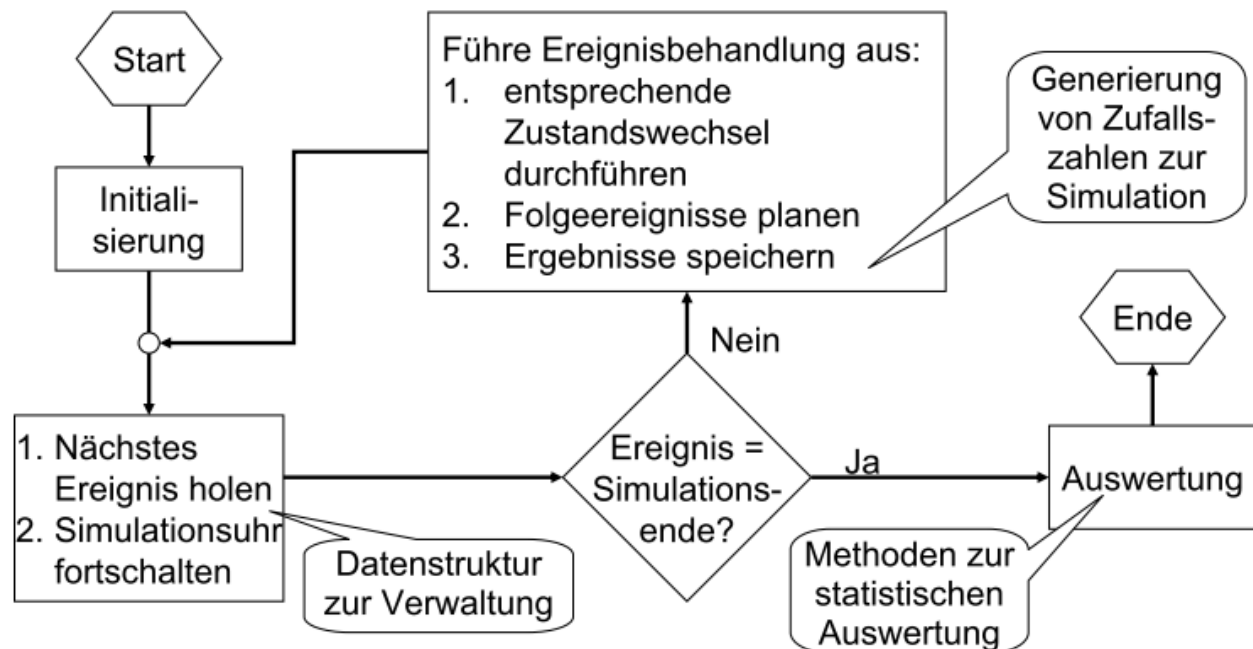 Start
Initiali-
sierung
Führe Ereignisbehandlung aus:
1. entsprechende
Zustandswechsel
durchführen
2. Folgeereignisse planen
3. Ergebnisse speichern
Generierung
von Zufalls-
zahlen zur
Simulation
1. Nächstes
Ereignis holen
2. Simulationsuhr
fortschalten
Datenstruktur
zur Verwaltung
Ereignis =
Simulations-
ende?
Nein
Ja
Auswertung
Methoden zur
statistischen
Auswertung
Ende